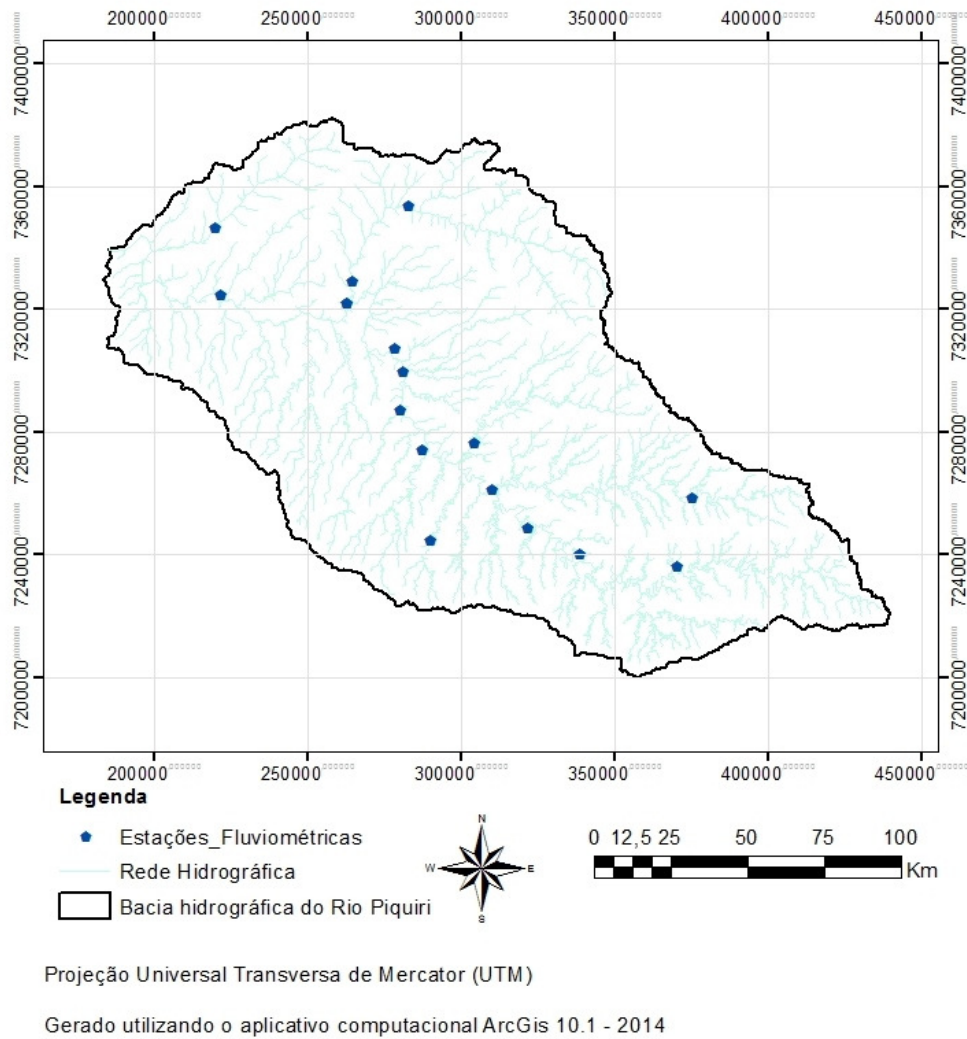 200000 250000 300000 350000 400000 450000
7400000 7400000
7360000 7360000
7320000 7320000
7280000 7280000
7240000 7240000
7200000 7200000
200000 250000 300000 350000 400000 450000
Legenda
Estações_Fluviométricas
Rede Hidrográfica
Bacia hidrográfica do Rio Piquiri
N
W E
S
0 12,5 25 50 75 100
Km
Projeção Universal Transversa de Mercator (UTM)
Gerado utilizando o aplicativo computacional ArcGis 10.1 - 2014